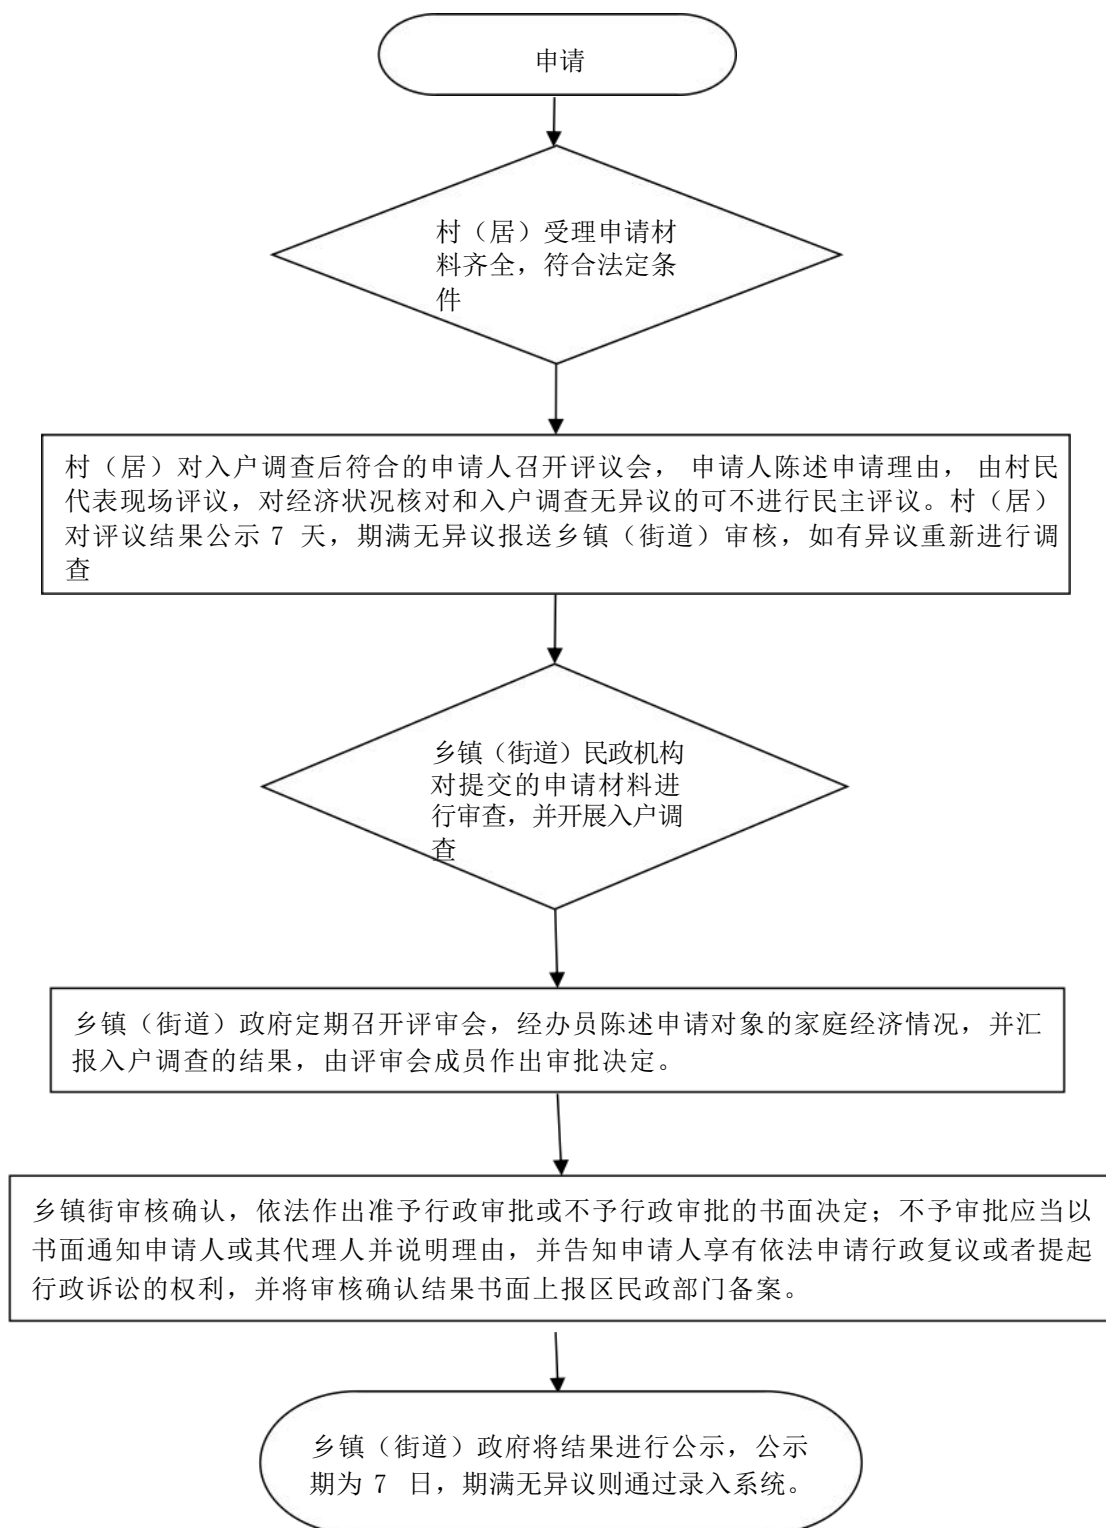 申请
村（居）受理申请材
料齐全，符合法定条
件
村（居）对入户调查后符合的申请人召开评议会， 申请人陈述申请理由， 由村民
代表现场评议，对经济状况核对和入户调查无异议的可不进行民主评议。村（居）
对评议结果公示 7 天，期满无异议报送乡镇（街道）审核，如有异议重新进行调
查
乡镇（街道）民政机构
对提交的申请材料进
行审查，并开展入户调
查
乡镇（街道）政府定期召开评审会，经办员陈述申请对象的家庭经济情况，并汇
报入户调查的结果，由评审会成员作出审批决定。
乡镇街审核确认，依法作出准予行政审批或不予行政审批的书面决定；不予审批应当以
书面通知申请人或其代理人并说明理由，并告知申请人享有依法申请行政复议或者提起
行政诉讼的权利，并将审核确认结果书面上报区民政部门备案。
乡镇（街道）政府将结果进行公示，公示
期为 7 日，期满无异议则通过录入系统。